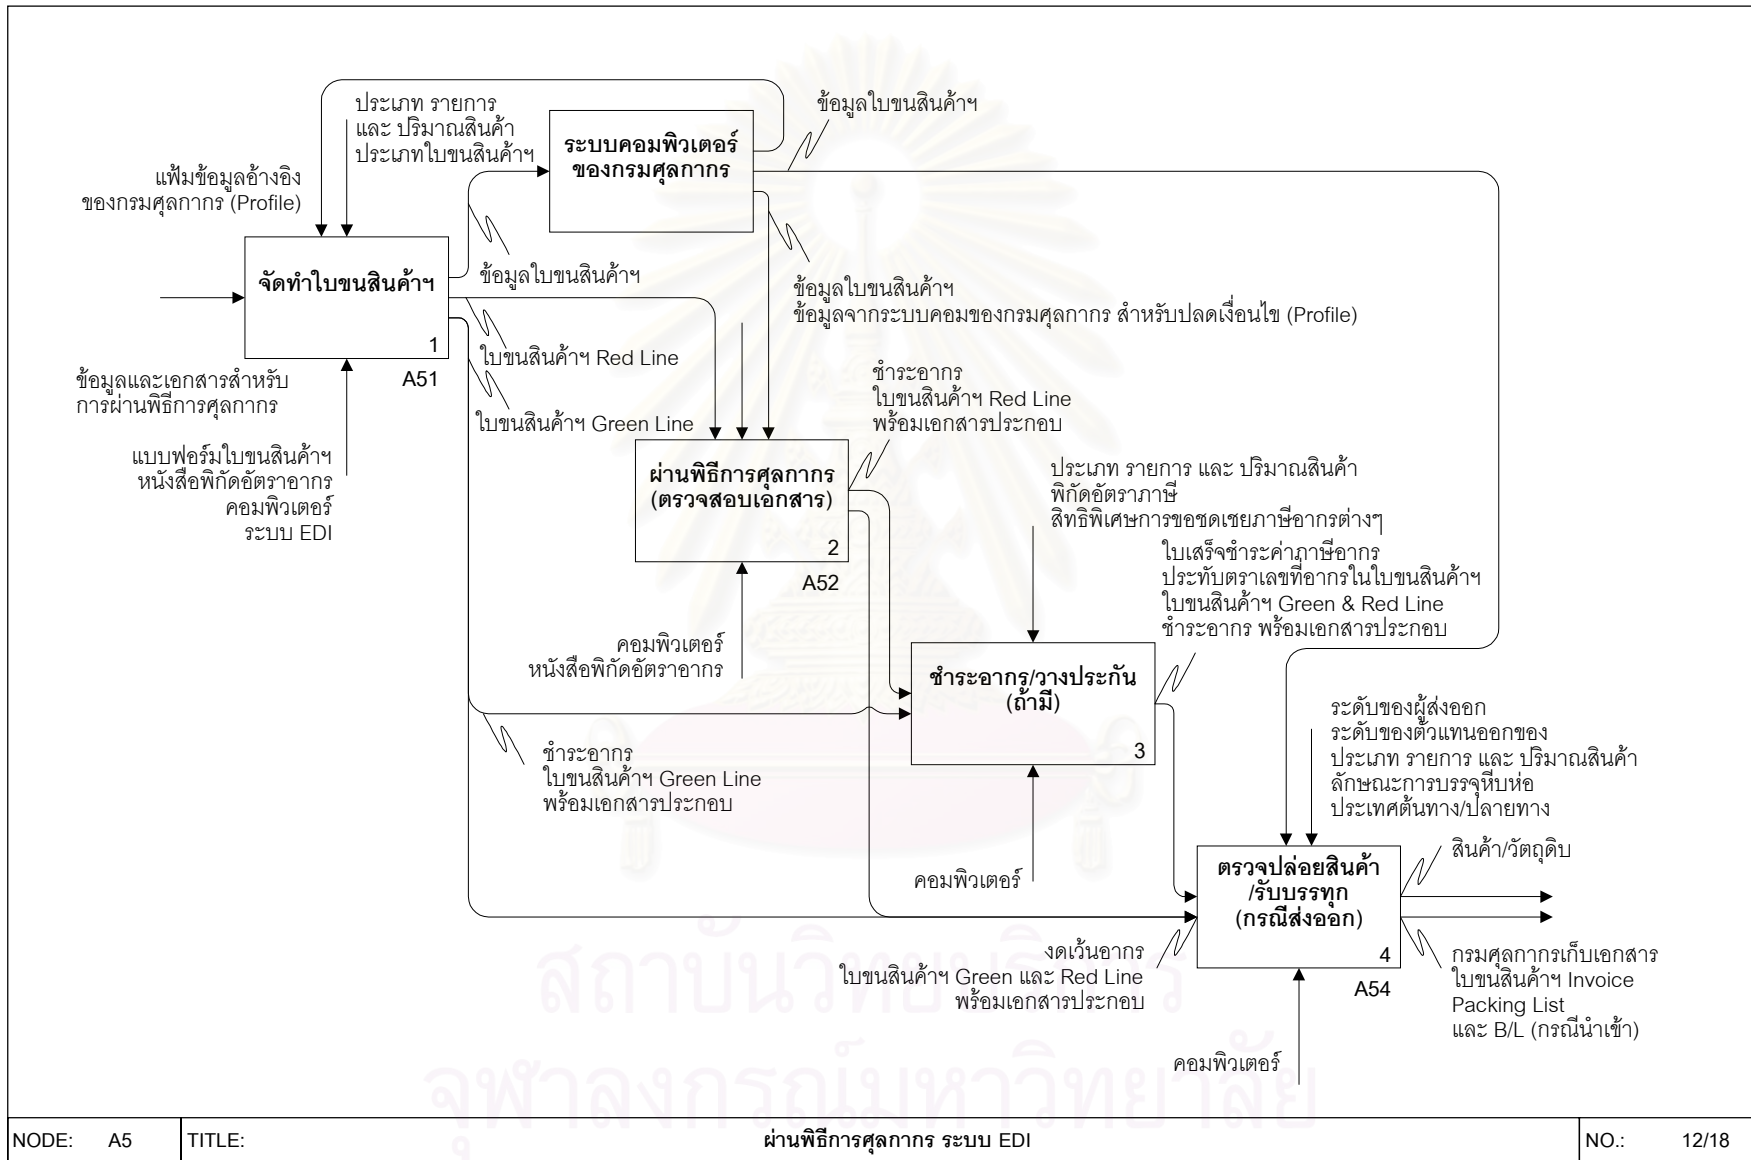 ประเภท รายการ
และ ปริมาณสินค้า
ประเภทใบขนสินค้าฯ
ระบบคอมพิวเตอร์
ของกรมศุลกากร
ข้อมูลใบขนสินค้าฯ
แฟ้มข้อมูลอ้างอิง
ของกรมศุลกากร (Profile)
จัดทำใบขนสินค้าฯ
1
A51
ข้อมูลใบขนสินค้าฯ
ข้อมูลใบขนสินค้าฯ
ข้อมูลจากระบบคอมของกรมศุลกากร สำหรับปลดเงื่อนไข (Profile)
ใบขนสินค้าฯ Red Line
ใบขนสินค้าฯ Green Line
ข้อมูลและเอกสารสำหรับ
การผ่านพิธีการศุลกากร
แบบฟอร์มใบขนสินค้าฯ
หนังสือพิกัดอัตราอากร
คอมพิวเตอร์
ระบบ EDI
ชำระอากร
ใบขนสินค้าฯ Red Line
พร้อมเอกสารประกอบ
ผ่านพิธีการศุลกากร
(ตรวจสอบเอกสาร)
2
A52
ประเภท รายการ และ ปริมาณสินค้า
พิกัดอัตราภาษี
สิทธิพิเศษการขอชดเชยภาษีอากรต่างๆ
ใบเสร็จชำระค่าภาษีอากร
ประทับตราเลขที่อากรในใบขนสินค้าฯ
ใบขนสินค้าฯ Green & Red Line
ชำระอากร พร้อมเอกสารประกอบ
คอมพิวเตอร์
หนังสือพิกัดอัตราอากร
ชำระอากร/วางประกัน
(ถ้ามี)
3
ชำระอากร
ใบขนสินค้าฯ Green Line
พร้อมเอกสารประกอบ
ระดับของผู้ส่งออก
ระดับของตัวแทนออกของ
ประเภท รายการ และ ปริมาณสินค้า
ลักษณะการบรรจุหีบห่อ
ประเทศต้นทาง/ปลายทาง
คอมพิวเตอร์
ตรวจปล่อยสินค้า
/รับบรรทุก
(กรณีส่งออก)
4
A54
สินค้า/วัตถุดิบ
งดเว้นอากร
ใบขนสินค้าฯ Green และ Red Line
พร้อมเอกสารประกอบ
กรมศุลกากรเก็บเอกสาร
ใบขนสินค้าฯ Invoice
Packing List
และ B/L (กรณีนำเข้า)
คอมพิวเตอร์
สถาบันวิทยบริการ
จุฬาลงกรณ์มหาวิทยาลัย
NODE: A5 TITLE: ผ่านพิธีการศุลกากร ระบบ EDI NO.: 12/18